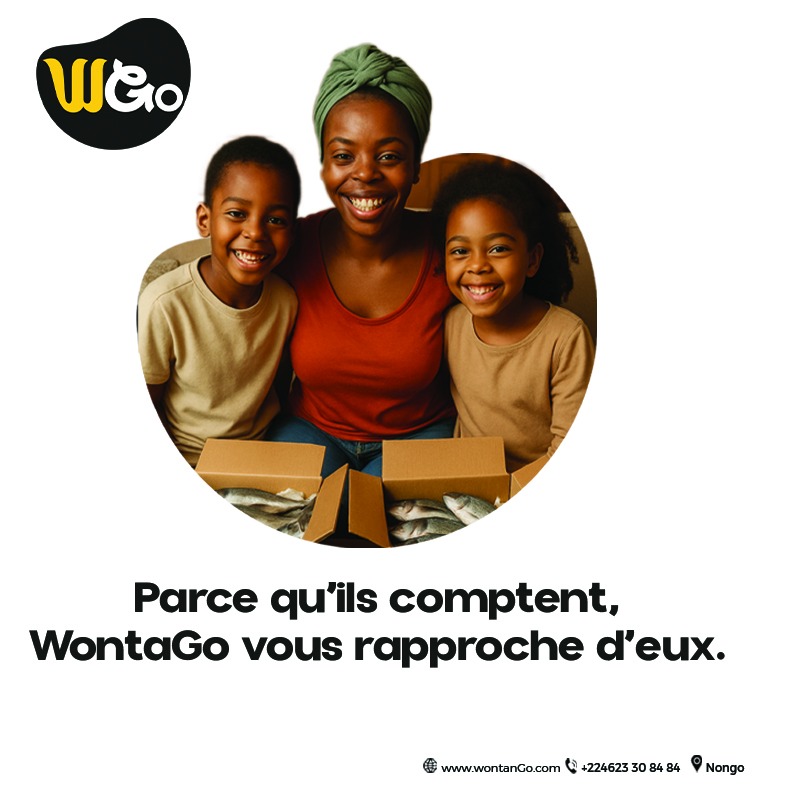 WGo
Parce qu'ils comptent,
WontaGo vous rapproche d'eux.
www.wontanGo.com +224623 30 84 84 Nongo